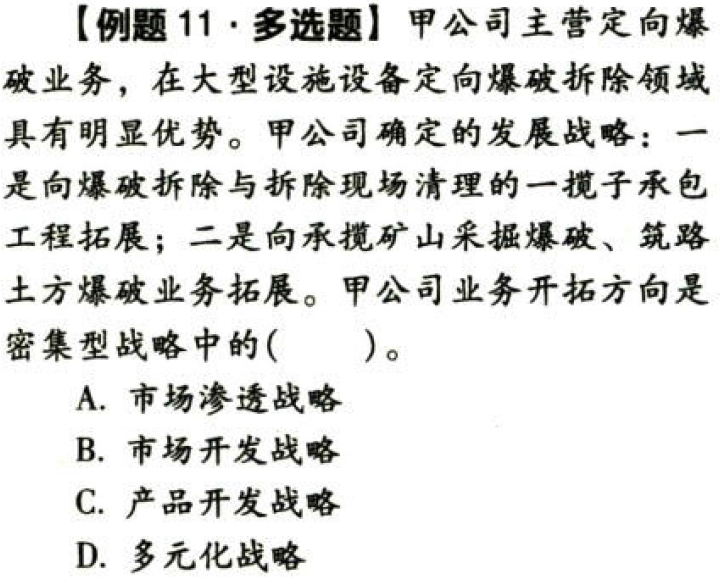 【例题 11·多选题】甲公司主营定向爆
破业务，在大型设施设备定向爆破拆除领域
具有明显优势。甲公司确定的发展战略：一
是向爆破拆除与拆除现场清理的一揽子承包
工程拓展；二是向承揽矿山采掘爆破、筑路
土方爆破业务拓展。甲公司业务开拓方向是
密集型战略中的(　　)。
A. 市场渗透战略
B. 市场开发战略
C. 产品开发战略
D. 多元化战略